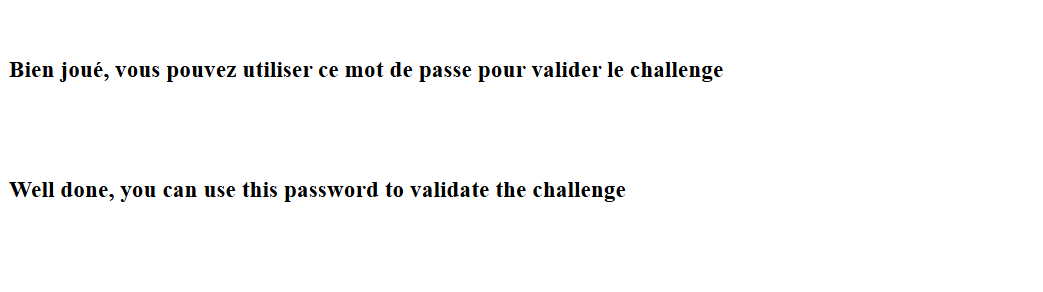 Bien joué, vous pouvez utiliser ce mot de passe pour valider le challenge
Well done, you can use this password to validate the challenge